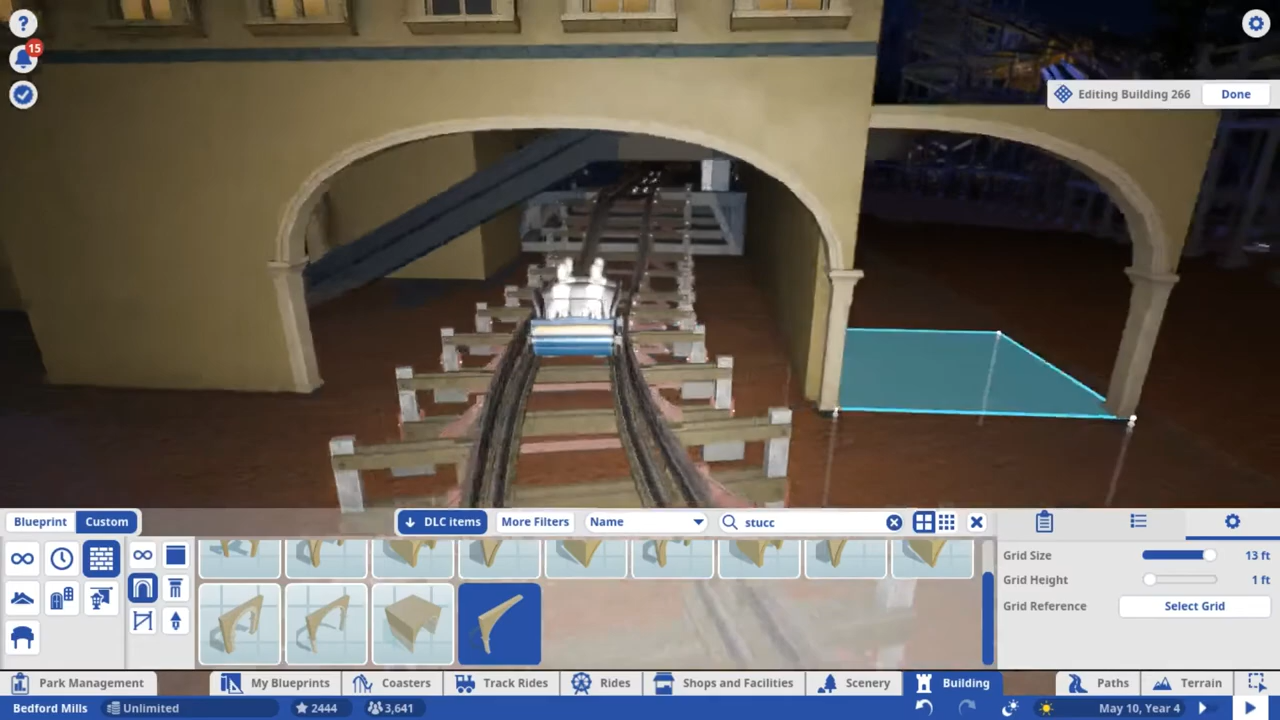 ?
15
Editing Building 266
Done
Blueprint
Custom
DLC items
More Filters
Name
stucc
Grid Size
13 ft
Grid Height
1 ft
Grid Reference
Select Grid
Park Management
My Blueprints
Coasters
Track Rides
Rides
Shops and Facilities
Scenery
Building
Paths
Terrain
Bedford Mills
Unlimited
2444
3,641
May 10, Year 4